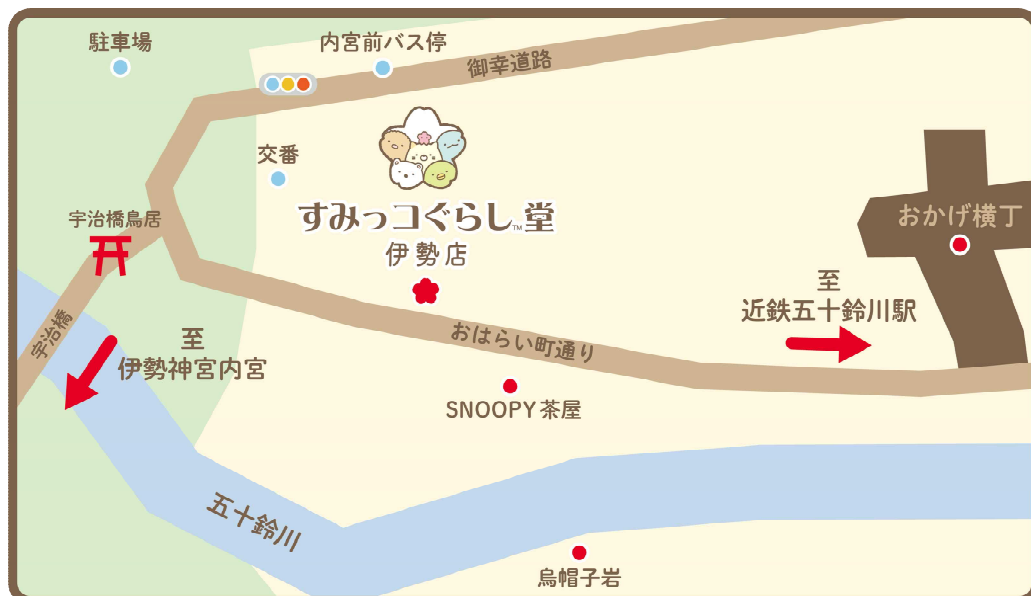 駐車場
内宮前バス停
御幸道路
交番
すみっコぐらし™堂
伊勢店
宇治橋鳥居
おかげ横丁
至
近鉄五十鈴川駅
宇治橋
至
伊勢神宮内宮
おはらい町通り
SNOOPY茶屋
五十鈴川
烏帽子岩